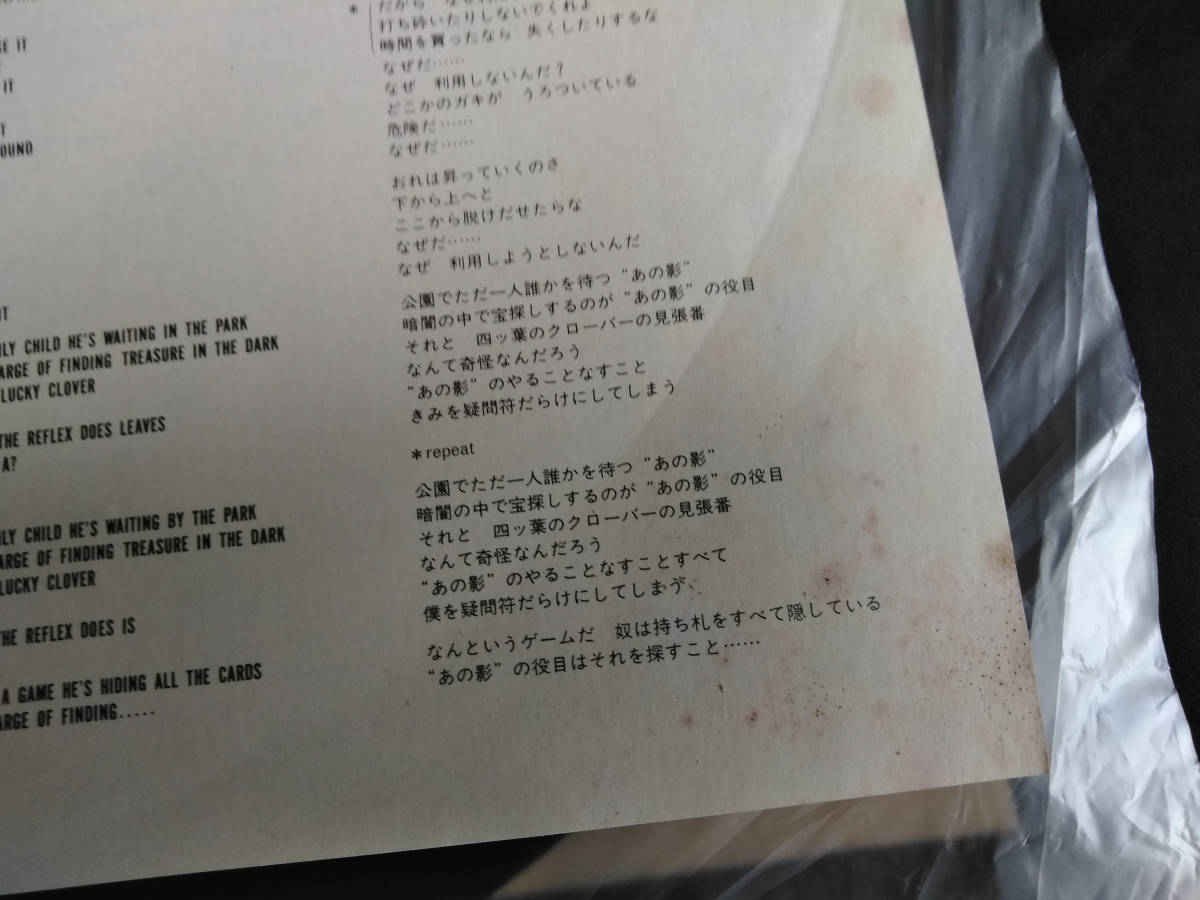 IT
IT
CHILD HE'S WAITING IN THE PARK
OF FINDING TREASURE IN THE DARK
LUCKY CLOVER
THE REFLEX DOES LEAVES
A?
CHILD HE'S WAITING BY THE PARK
OF FINDING TREASURE IN THE DARK
LUCKY CLOVER
THE REFLEX DOES IS
A GAME HE'S HIDING ALL THE CARDS
OF FINDING.....
*
だから なぜ
打ち砕いたりしないでくれよ
時間を買ったなら 失くしたりするな
なぜだ……
なぜ 利用しないんだ？
どこかのガキが うろついている
危険だ……
なぜだ……
おれは昇っていくのさ
下から上へと
ここから脱けだせたらな
なぜだ……
なぜ 利用しようとしないんだ
公園でただ一人誰かを待つ “あの影”
暗闇の中で宝探しするのが “あの影” の役目
それと 四ッ葉のクローバーの見張番
なんて奇怪なんだろう
“あの影” のやることなすこと
きみを疑問符だらけにしてしまう
*repeat
公園でただ一人誰かを待つ “あの影”
暗闇の中で宝探しするのが “あの影” の役目
それと 四ッ葉のクローバーの見張番
なんて奇怪なんだろう
“あの影” のやることなすことすべて
僕を疑問符だらけにしてしまう
なんというゲームだ 奴は持ち札をすべて隠している
“あの影” の役目はそれを探すこと……